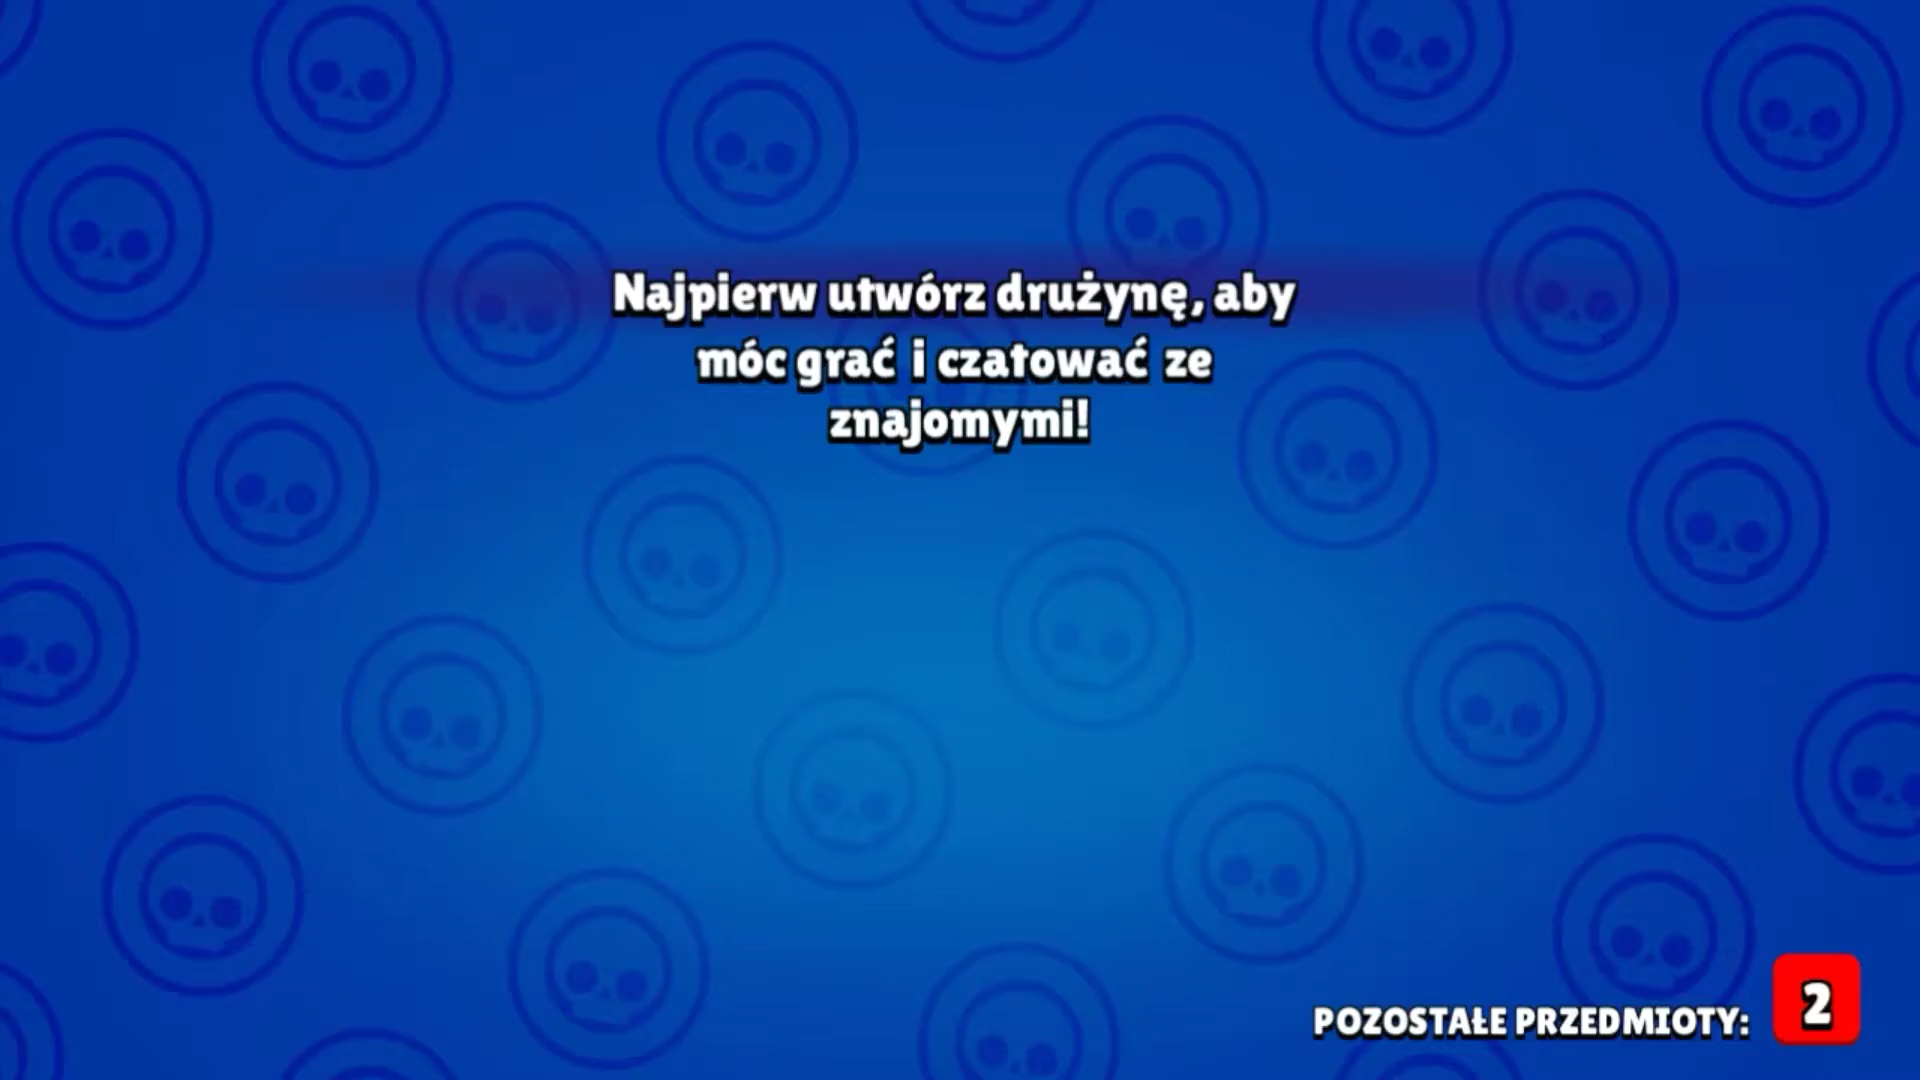 Najpierw utwórz drużynę, aby
móc grać i czatować ze
znajomymi!
POZOSTAŁE PRZEDMIOTY: 2